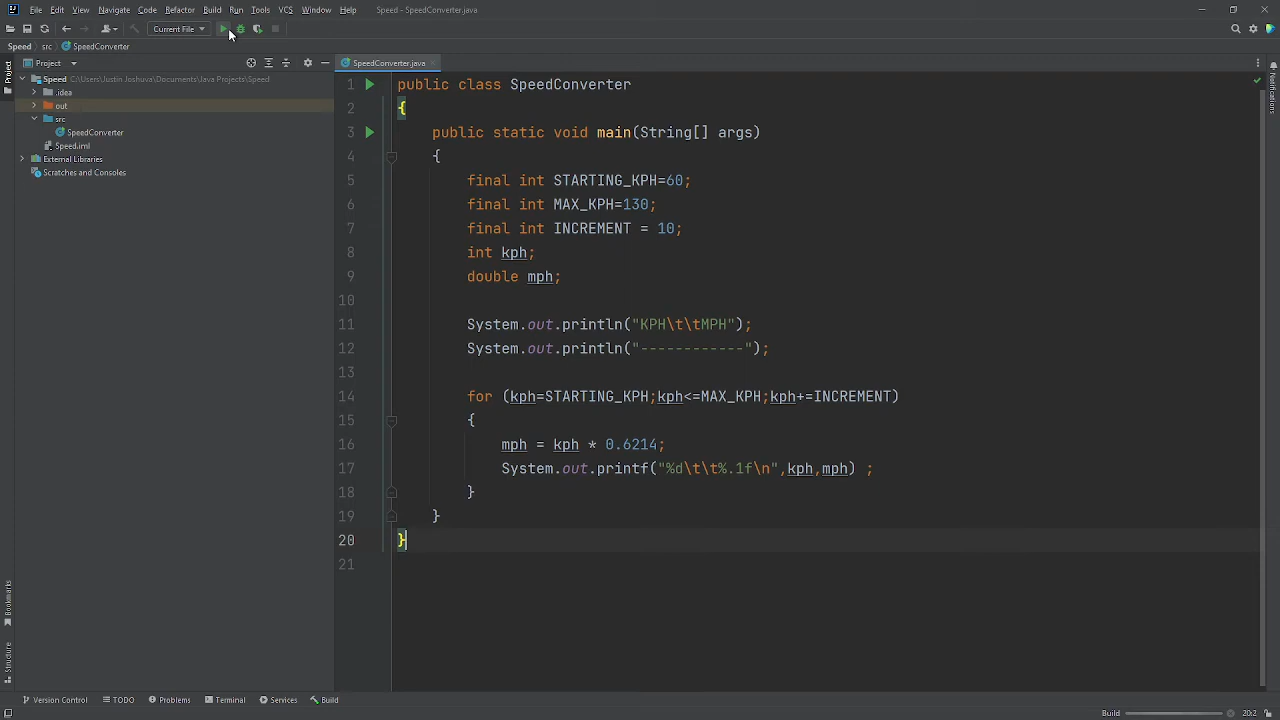 File Edit View Navigate Code Refactor Build Run Tools VCS Window Help Speed - SpeedConverter.java
Current File
Speed src SpeedConverter
Project
Project
SpeedConverter.java
Notifications
Speed C:\Users\Justin Joshuva\Documents\Java Projects\Speed
.idea
out
src
SpeedConverter
Speed.iml
External Libraries
Scratches and Consoles
1 public class SpeedConverter
2 {
3 public static void main(String[] args)
4 {
5 final int STARTING_KPH=60;
6 final int MAX_KPH=130;
7 final int INCREMENT = 10;
8 int kph;
9 double mph;
10
11 System.out.println("KPH\t\tMPH");
12 System.out.println("------------");
13
14 for (kph=STARTING_KPH;kph<=MAX_KPH;kph+=INCREMENT)
15 {
16 mph = kph * 0.6214;
17 System.out.printf("%d\t\t%.1f\n",kph,mph) ;
18 }
19 }
20 }
21
Bookmarks
Structure
Version Control TODO Problems Terminal Services Build
Build 20:2